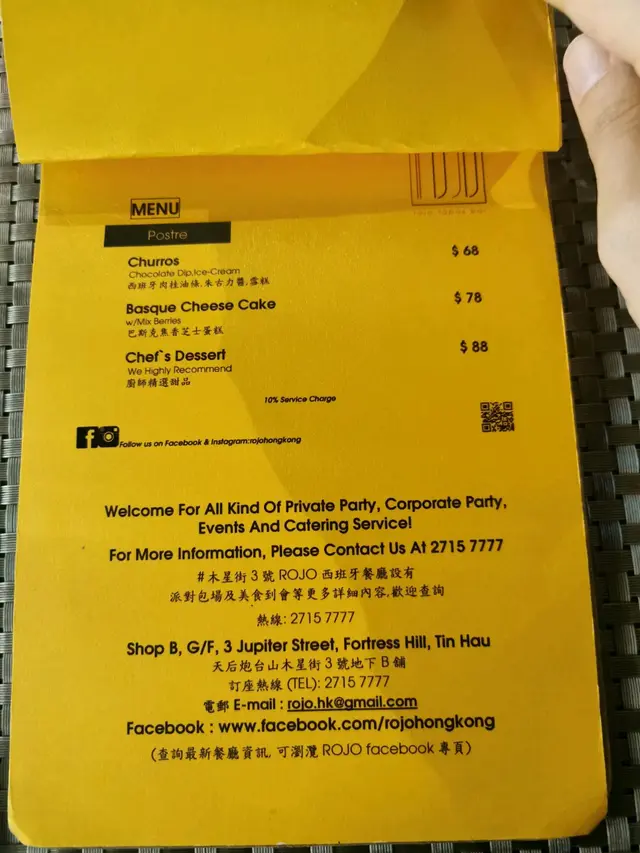 ROJO
MENU
Postre
Churros $ 68
Chocolate Dip,Ice-Cream
西班牙肉桂油條,朱古力醬,雪糕
Basque Cheese Cake $ 78
w/Mix Berries
巴斯克焦香芝士蛋糕
Chef`s Dessert $ 88
We Highly Recommend
廚師精選甜品
10% Service Charge
Follow us on Facebook & Instagram:rojohongkong
Welcome For All Kind Of Private Party, Corporate Party,
Events And Catering Service!
For More Information, Please Contact Us At 2715 7777
#木星街 3 號 ROJO 西班牙餐廳設有
派對包場及美食到會等更多詳細內容,歡迎查詢
熱線: 2715 7777
Shop B, G/F, 3 Jupiter Street, Fortress Hill, Tin Hau
天后炮台山木星街 3 號地下 B 舖
訂座熱線 (TEL): 2715 7777
電郵 E-mail : rojo.hk@gmail.com
Facebook : www.facebook.com/rojohongkong
(查詢最新餐廳資訊, 可瀏灠 ROJO facebook 專頁)